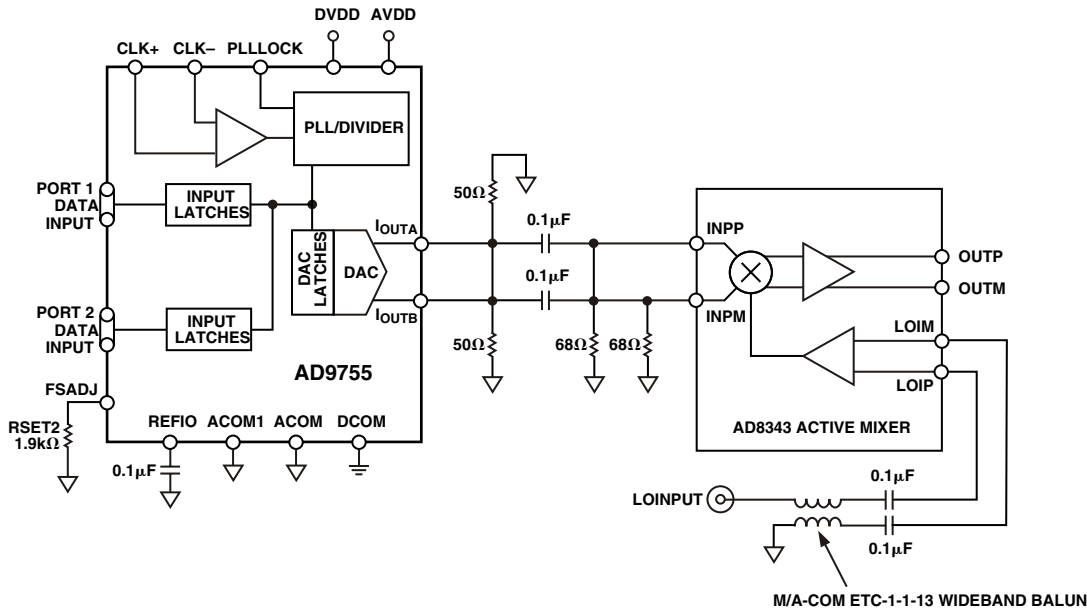 DVDD AVDD
CLK+ CLK– PLLLOCK
PLL/DIVIDER
PORT 1
DATA
INPUT
INPUT
LATCHES
DAC
LATCHES
DAC
IOUTA
IOUTB
PORT 2
DATA
INPUT
INPUT
LATCHES
AD9755
FSADJ
RSET2
1.9kΩ
REFIO ACOM1 ACOM DCOM
0.1μF
50Ω
0.1μF
0.1μF
50Ω
68Ω 68Ω
INPP
INPM
OUTP
OUTM
LOIM
LOIP
AD8343 ACTIVE MIXER
LOINPUT
0.1μF
0.1μF
M/A-COM ETC-1-1-13 WIDEBAND BALUN